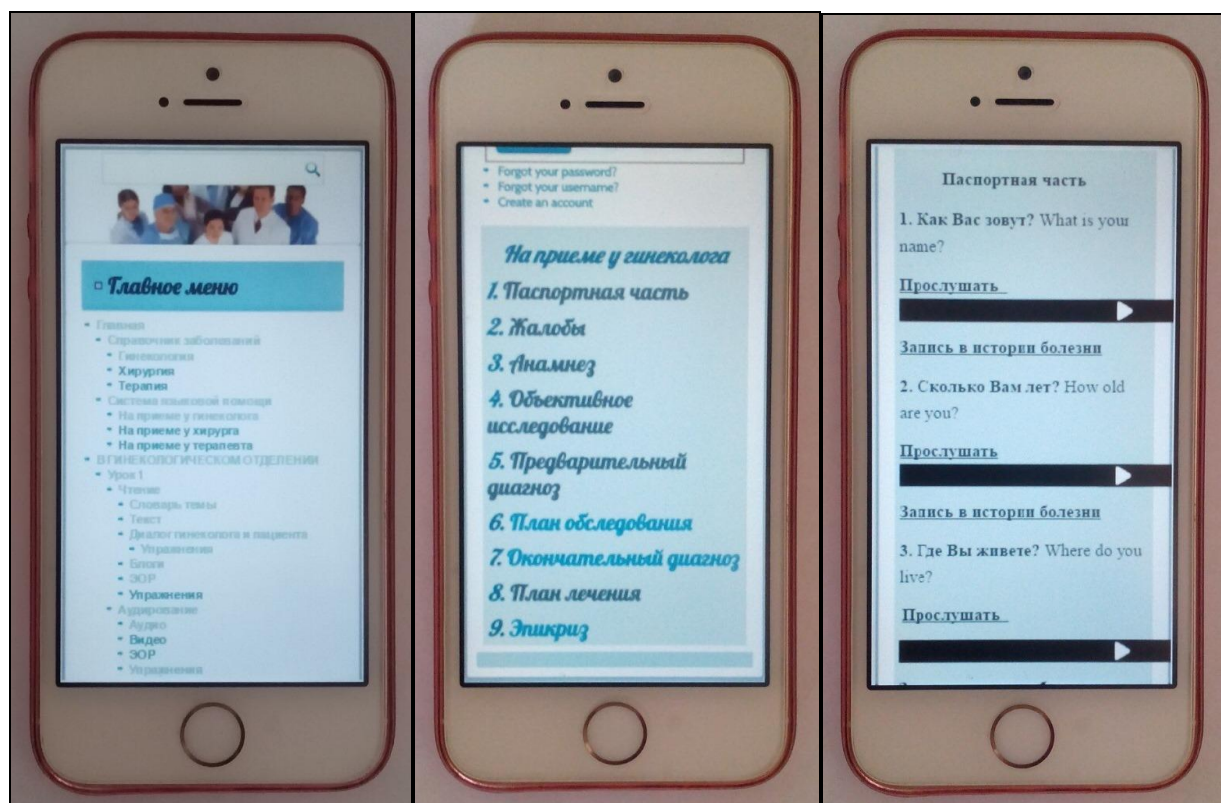 Главное меню
Главная
Справочник заболеваний
Гинекология
Хирургия
Терапия
Система языковой помощи
На приеме у гинеколога
На приеме у хирурга
На приеме у терапевта
В ГИНЕКОЛОГИЧЕСКОМ ОТДЕЛЕНИИ
Урок 1
Чтение
Словарь темы
Текст
Диалог гинеколога и пациента
Упражнения
Блоки
ЭОР
Упражнения
Аудирование
Аудио
Видео
ЭОР
Упражнения
Forgot your password?
Forgot your username?
Create an account
На приеме у гинеколога
1. Паспортная часть
2. Жалобы
3. Анамнез
4. Объективное
исследование
5. Предварительный
диагноз
6. План обследования
7. Окончательный диагноз
8. План лечения
9. Эпикриз
Паспортная часть
1. Как Вас зовут? What is your
name?
Прослушать
Запись в истории болезни
2. Сколько Вам лет? How old
are you?
Прослушать
Запись в истории болезни
3. Где Вы живете? Where do you
live?
Прослушать